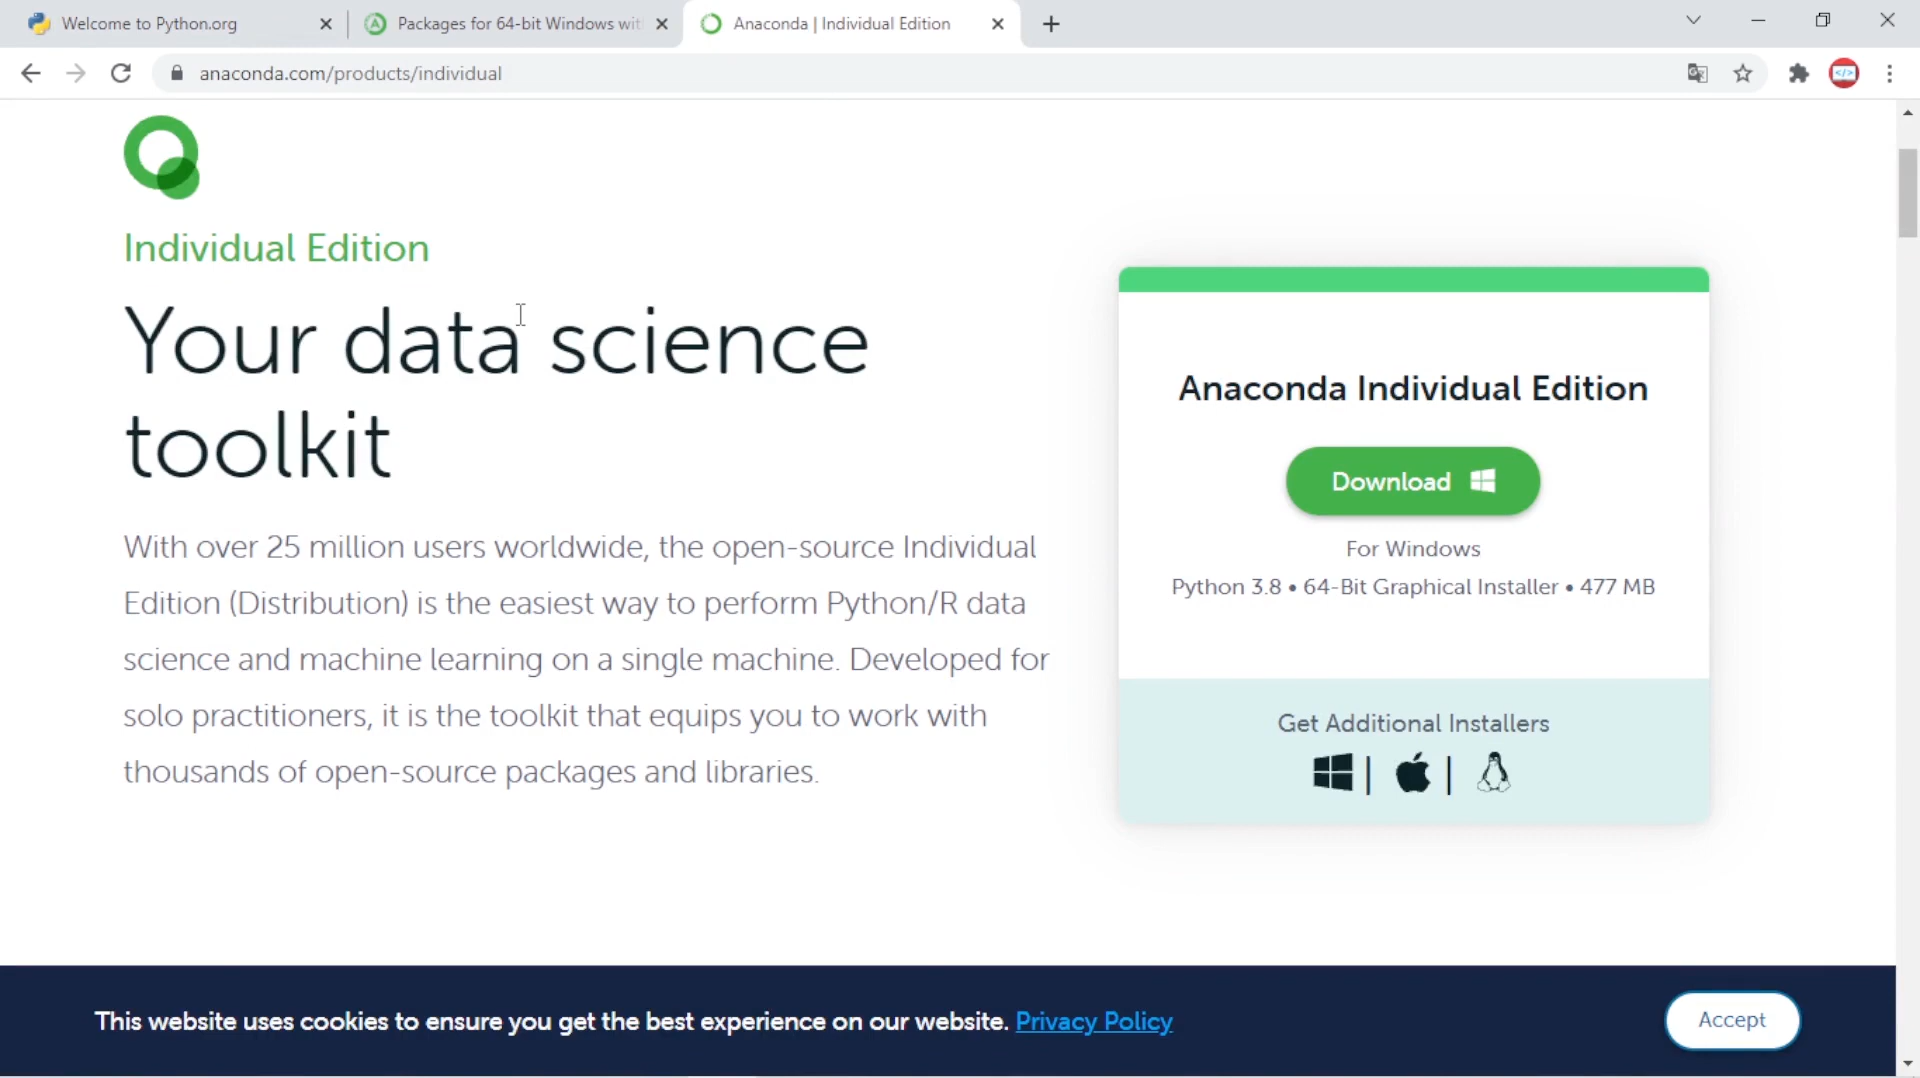 Welcome to Python.org
Packages for 64-bit Windows wit
Anaconda | Individual Edition
anaconda.com/products/individual
Individual Edition
Your data science
toolkit
With over 25 million users worldwide, the open-source Individual
Edition (Distribution) is the easiest way to perform Python/R data
science and machine learning on a single machine. Developed for
solo practitioners, it is the toolkit that equips you to work with
thousands of open-source packages and libraries.
Anaconda Individual Edition
Download
For Windows
Python 3.8 • 64-Bit Graphical Installer • 477 MB
Get Additional Installers
This website uses cookies to ensure you get the best experience on our website. Privacy Policy
Accept